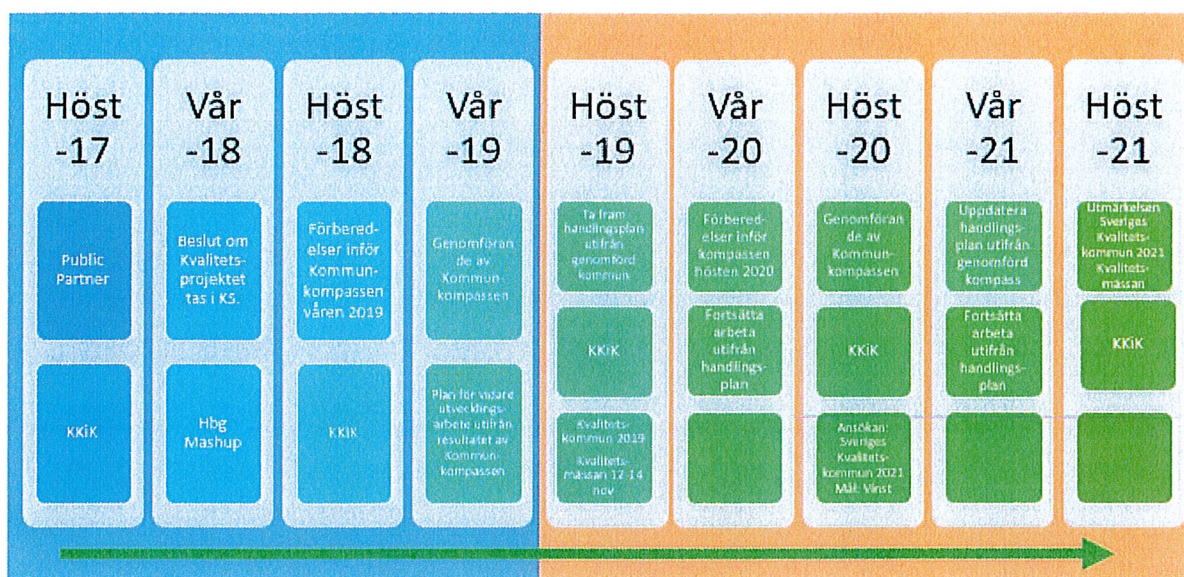 Höst
-17
Public
Partner
KKiK
Vår
-18
Beslut om
Kvalitets-
projektet
tas i KS.
Hbg
Mashup
Höst
-18
Förbered-
elser inför
Kommun-
kompassen
våren 2019
KKiK
Vår
-19
Genomföran
de av
Kommun-
kompassen
Plan för vidare
utvecklings-
arbete utifrån
resultatet av
Kommun-
kompassen
Höst
-19
Ta fram
handlingsplan
utifrån
genomförd
kommun
KKiK
Kvalitets-
kommun 2019
Kvalitets-
mässan 12-14
nov
Vår
-20
Förbered-
elser inför
kompassen
hösten 2020
Fortsätta
arbeta
utifrån
handlings-
plan
Höst
-20
Genomföran
de av
Kommun-
kompassen
KKiK
Ansökan:
Sveriges
Kvalitets-
kommun 2021
Mål: Vinst
Vår
-21
Uppdatera
handlings-
plan utifrån
genomförd
kompass
Fortsätta
arbeta
utifrån
handlings-
plan
Höst
-21
Utmärkelsen
Sveriges
Kvalitets-
kommun 2021
Kvalitets-
mässan
KKiK